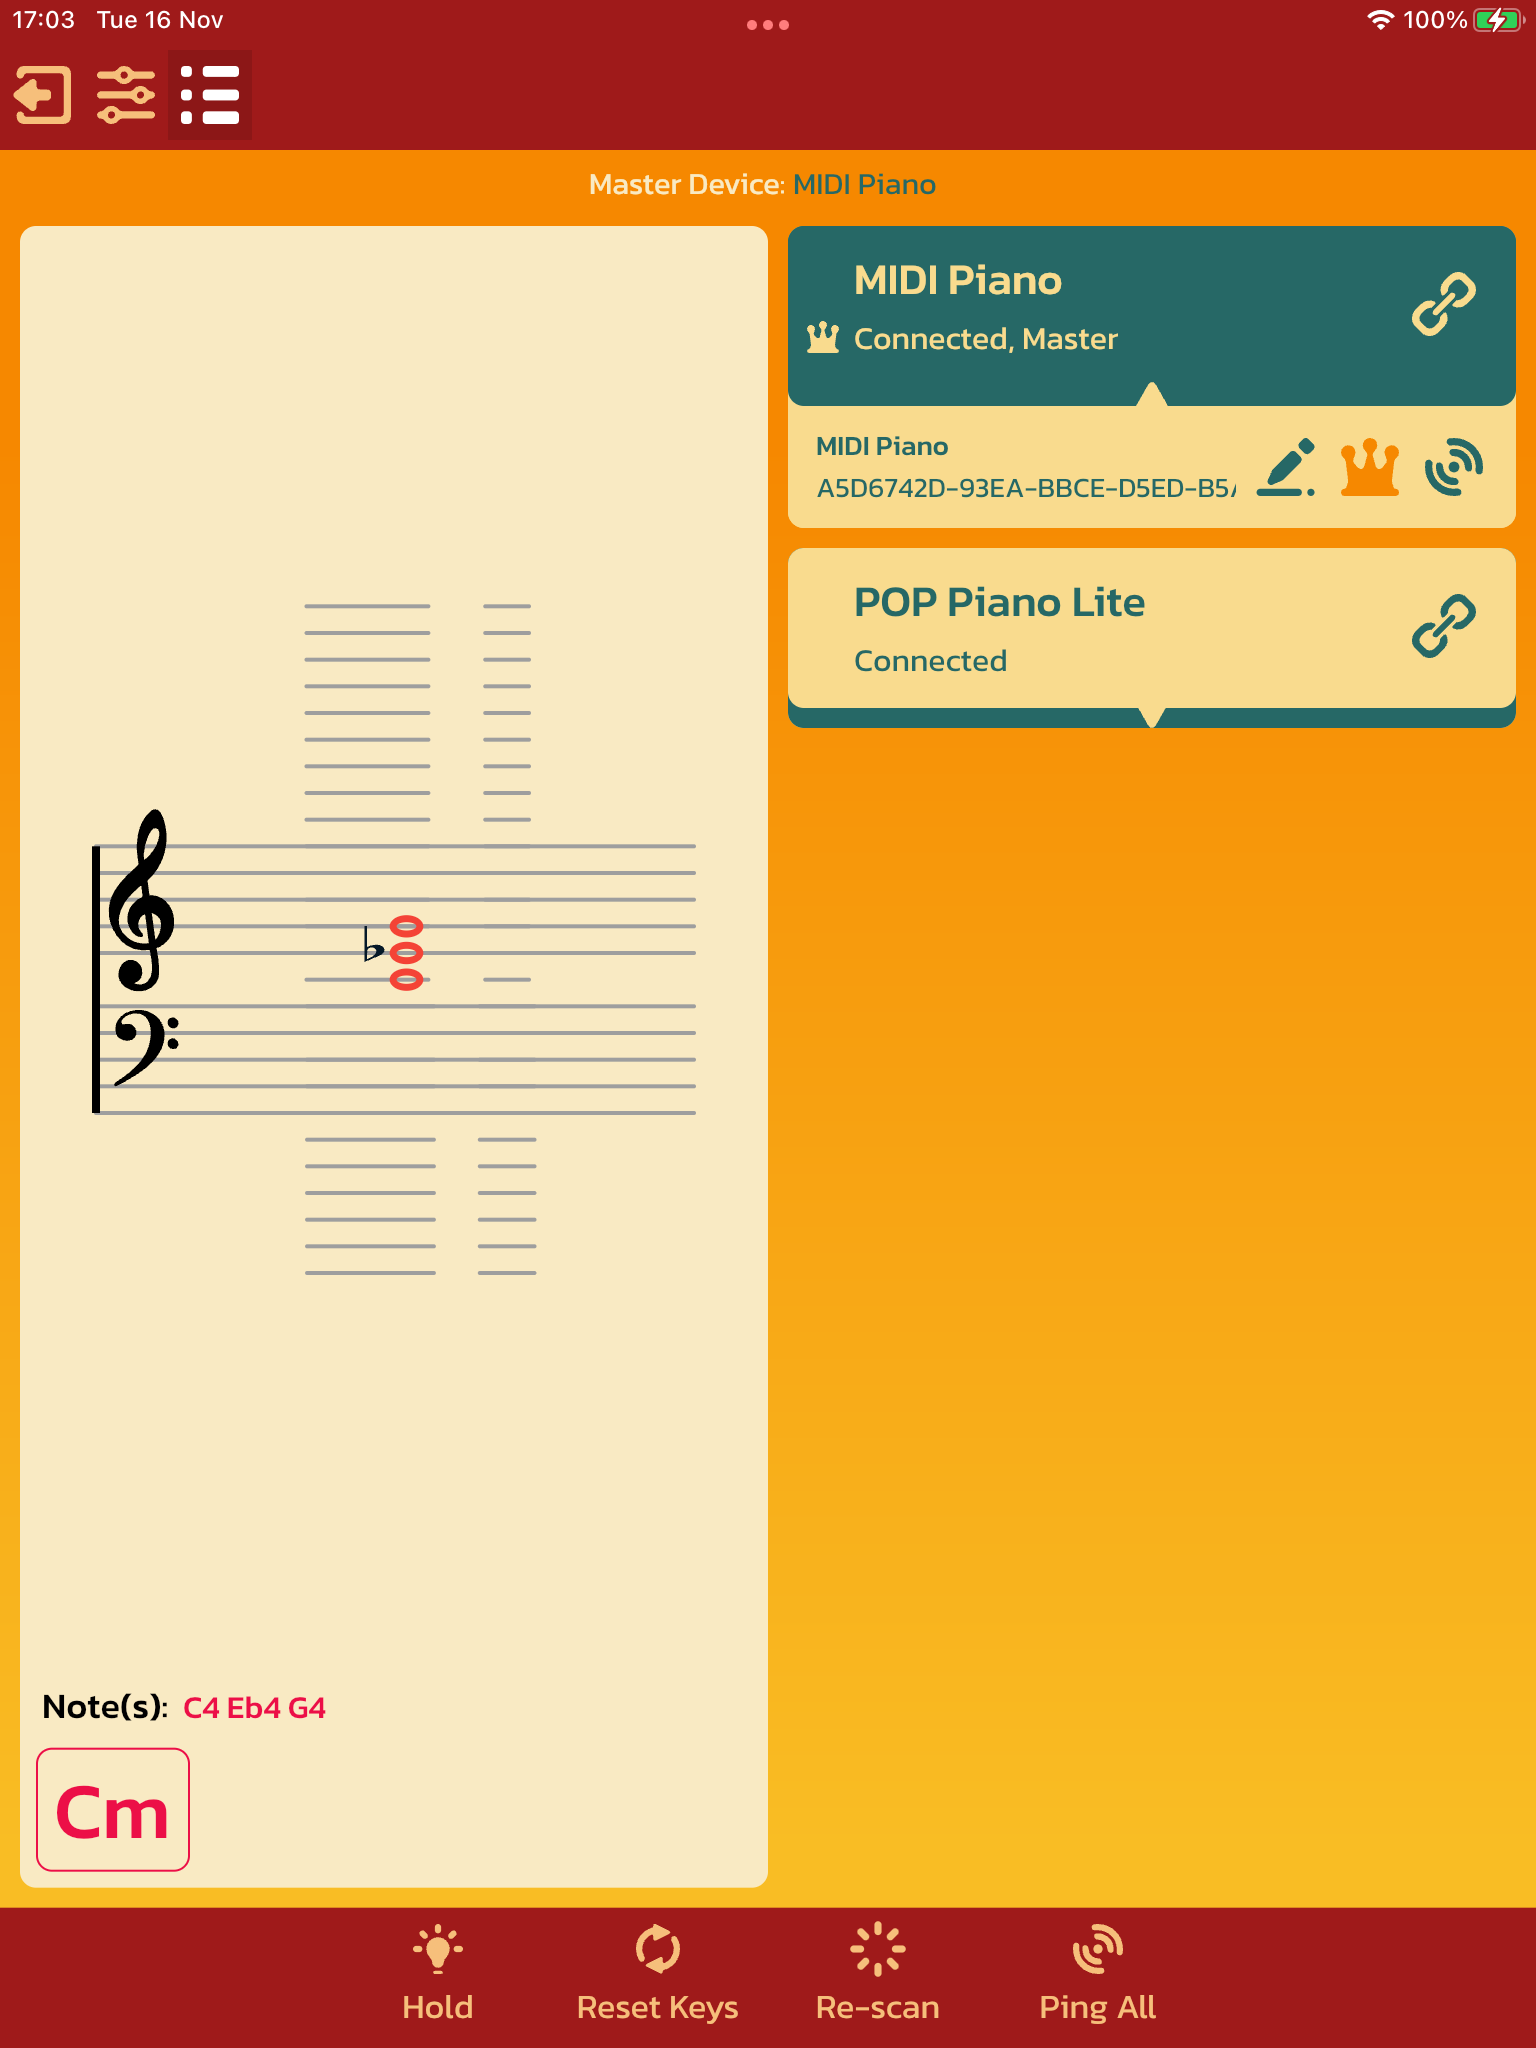 17:03 Tue 16 Nov 100%
Master Device: MIDI Piano
MIDI Piano
Connected, Master
MIDI Piano
A5D6742D-93EA-BBCE-D5ED-B5
POP Piano Lite
Connected
Note(s): C4 Eb4 G4
Cm
Hold Reset Keys Re-scan Ping All